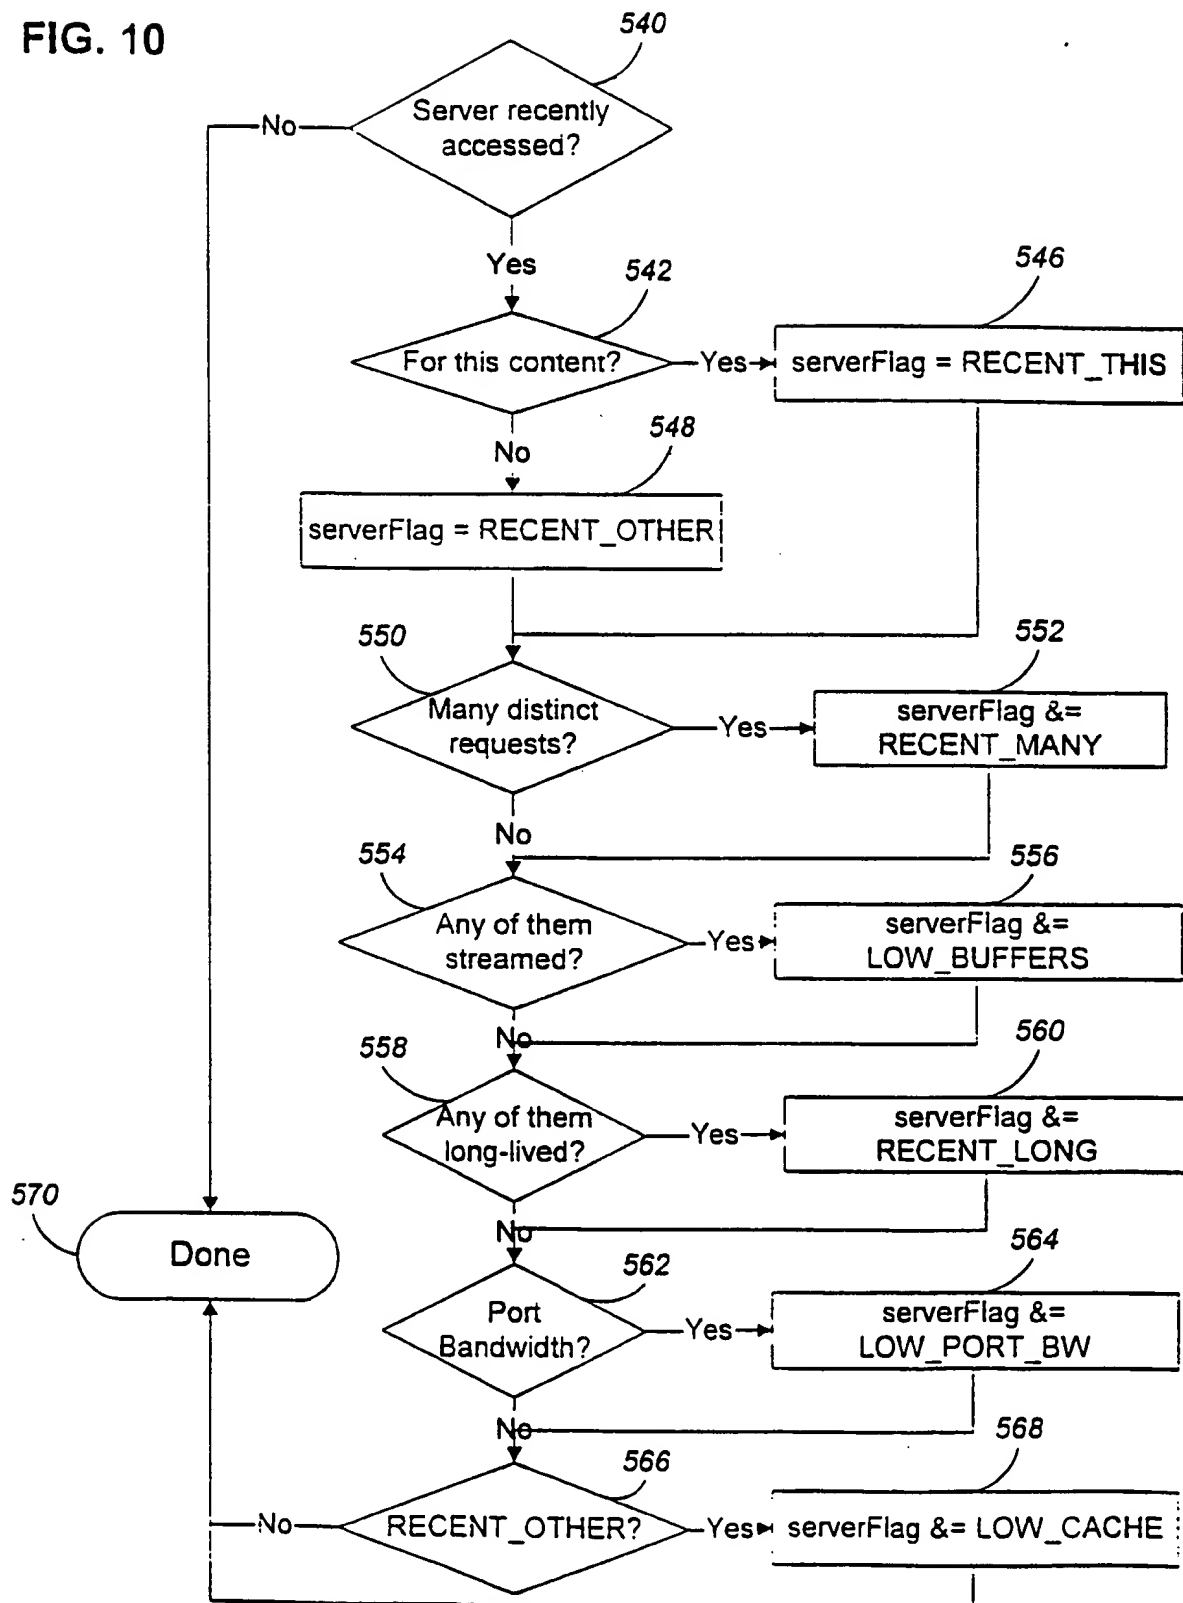 FIG. 10
540
Server recently
accessed?
No
Yes
542
546
For this content?
Yes
serverFlag = RECENT_THIS
No
548
serverFlag = RECENT_OTHER
550
552
Many distinct
requests?
Yes
serverFlag &=
RECENT_MANY
No
554
556
Any of them
streamed?
Yes
serverFlag &=
LOW_BUFFERS
No
558
560
Any of them
long-lived?
Yes
serverFlag &=
RECENT_LONG
No
570
Done
562
564
Port
Bandwidth?
Yes
serverFlag &=
LOW_PORT_BW
No
566
568
No
RECENT_OTHER?
Yes
serverFlag &= LOW_CACHE